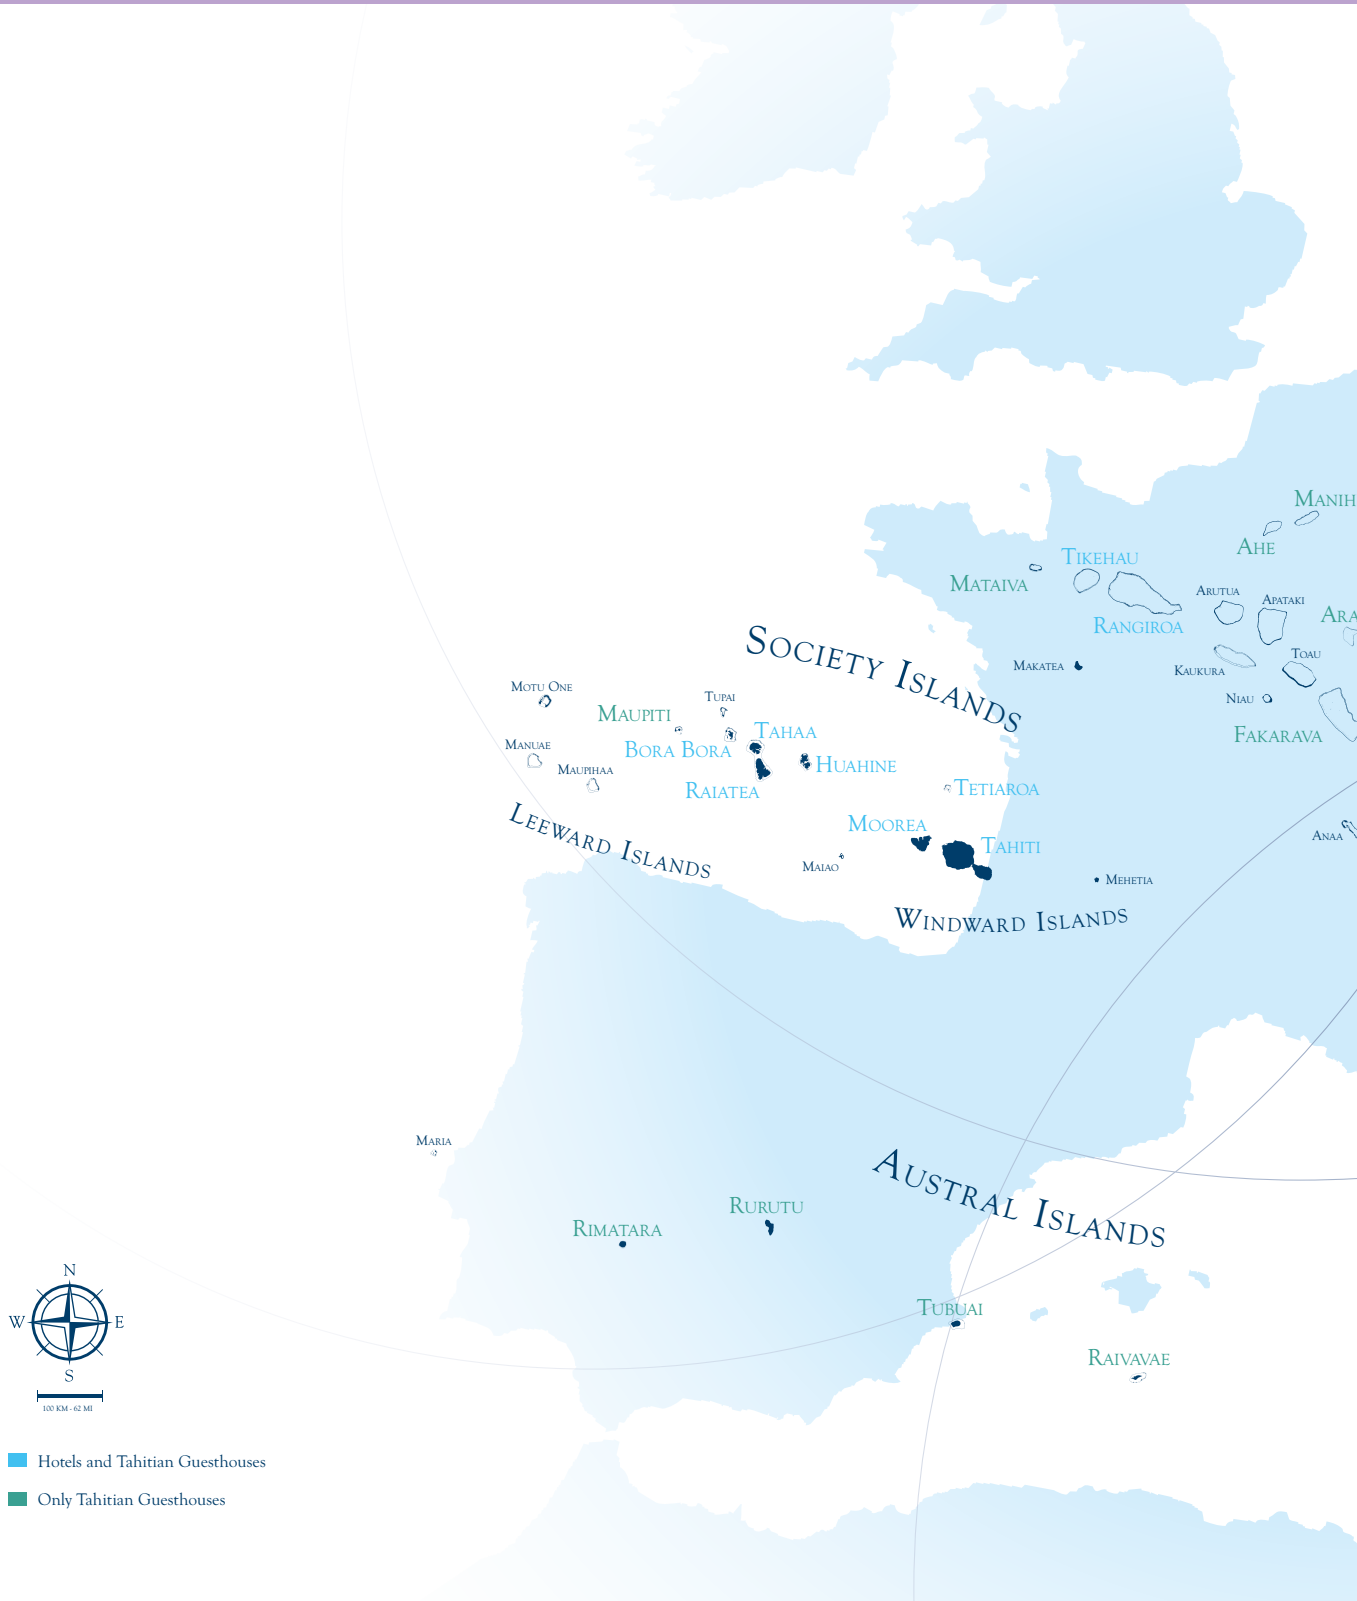 Manih
Ahe
Tikehau
Mataiva
Arutua
Apataki
Ara
Rangiroa
Society Islands
Toau
Makatea
Kaukura
Motu One
Tupai
Niau
Maupiti
Tahaa
Fakarava
Manuae
Bora Bora
Huahine
Maupihaa
Raiatea
Tetiaroa
Leeward Islands
Moorea
Anaa
Tahiti
Maiao
Mehetia
Windward Islands
Maria
Austral Islands
Rurutu
Rimatara
N
W
E
S
Tubuai
Raivavae
100 KM - 62 MI
Hotels and Tahitian Guesthouses
Only Tahitian Guesthouses